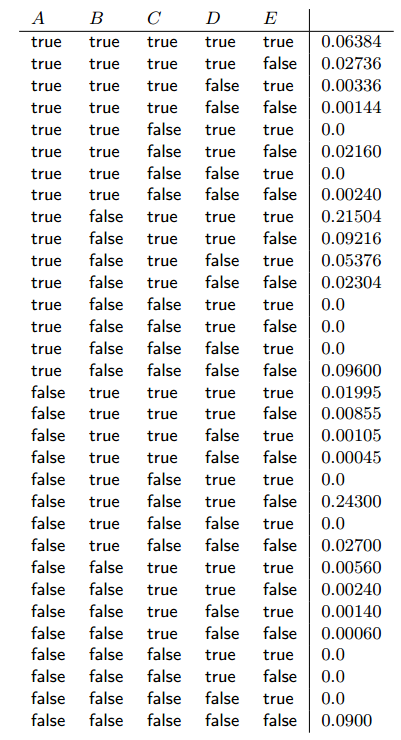 A B C D E
true true true true true 0.06384
true true true true false 0.02736
true true true false true 0.00336
true true true false false 0.00144
true true false true true 0.0
true true false true false 0.02160
true true false false true 0.0
true true false false false 0.00240
true false true true true 0.21504
true false true true false 0.09216
true false true false true 0.05376
true false true false false 0.02304
true false false true true 0.0
true false false true false 0.0
true false false false true 0.0
true false false false false 0.09600
false true true true true 0.01995
false true true true false 0.00855
false true true false true 0.00105
false true true false false 0.00045
false true false true true 0.0
false true false true false 0.24300
false true false false true 0.0
false true false false false 0.02700
false false true true true 0.00560
false false true true false 0.00240
false false true false true 0.00140
false false true false false 0.00060
false false false true true 0.0
false false false true false 0.0
false false false false true 0.0
false false false false false 0.0900